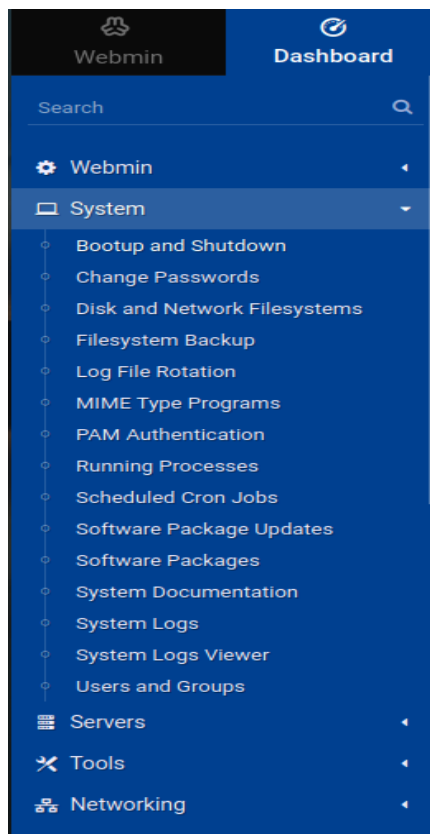 Webmin
Dashboard
Search
Webmin
System
Bootup and Shutdown
Change Passwords
Disk and Network Filesystems
Filesystem Backup
Log File Rotation
MIME Type Programs
PAM Authentication
Running Processes
Scheduled Cron Jobs
Software Package Updates
Software Packages
System Documentation
System Logs
System Logs Viewer
Users and Groups
Servers
Tools
Networking